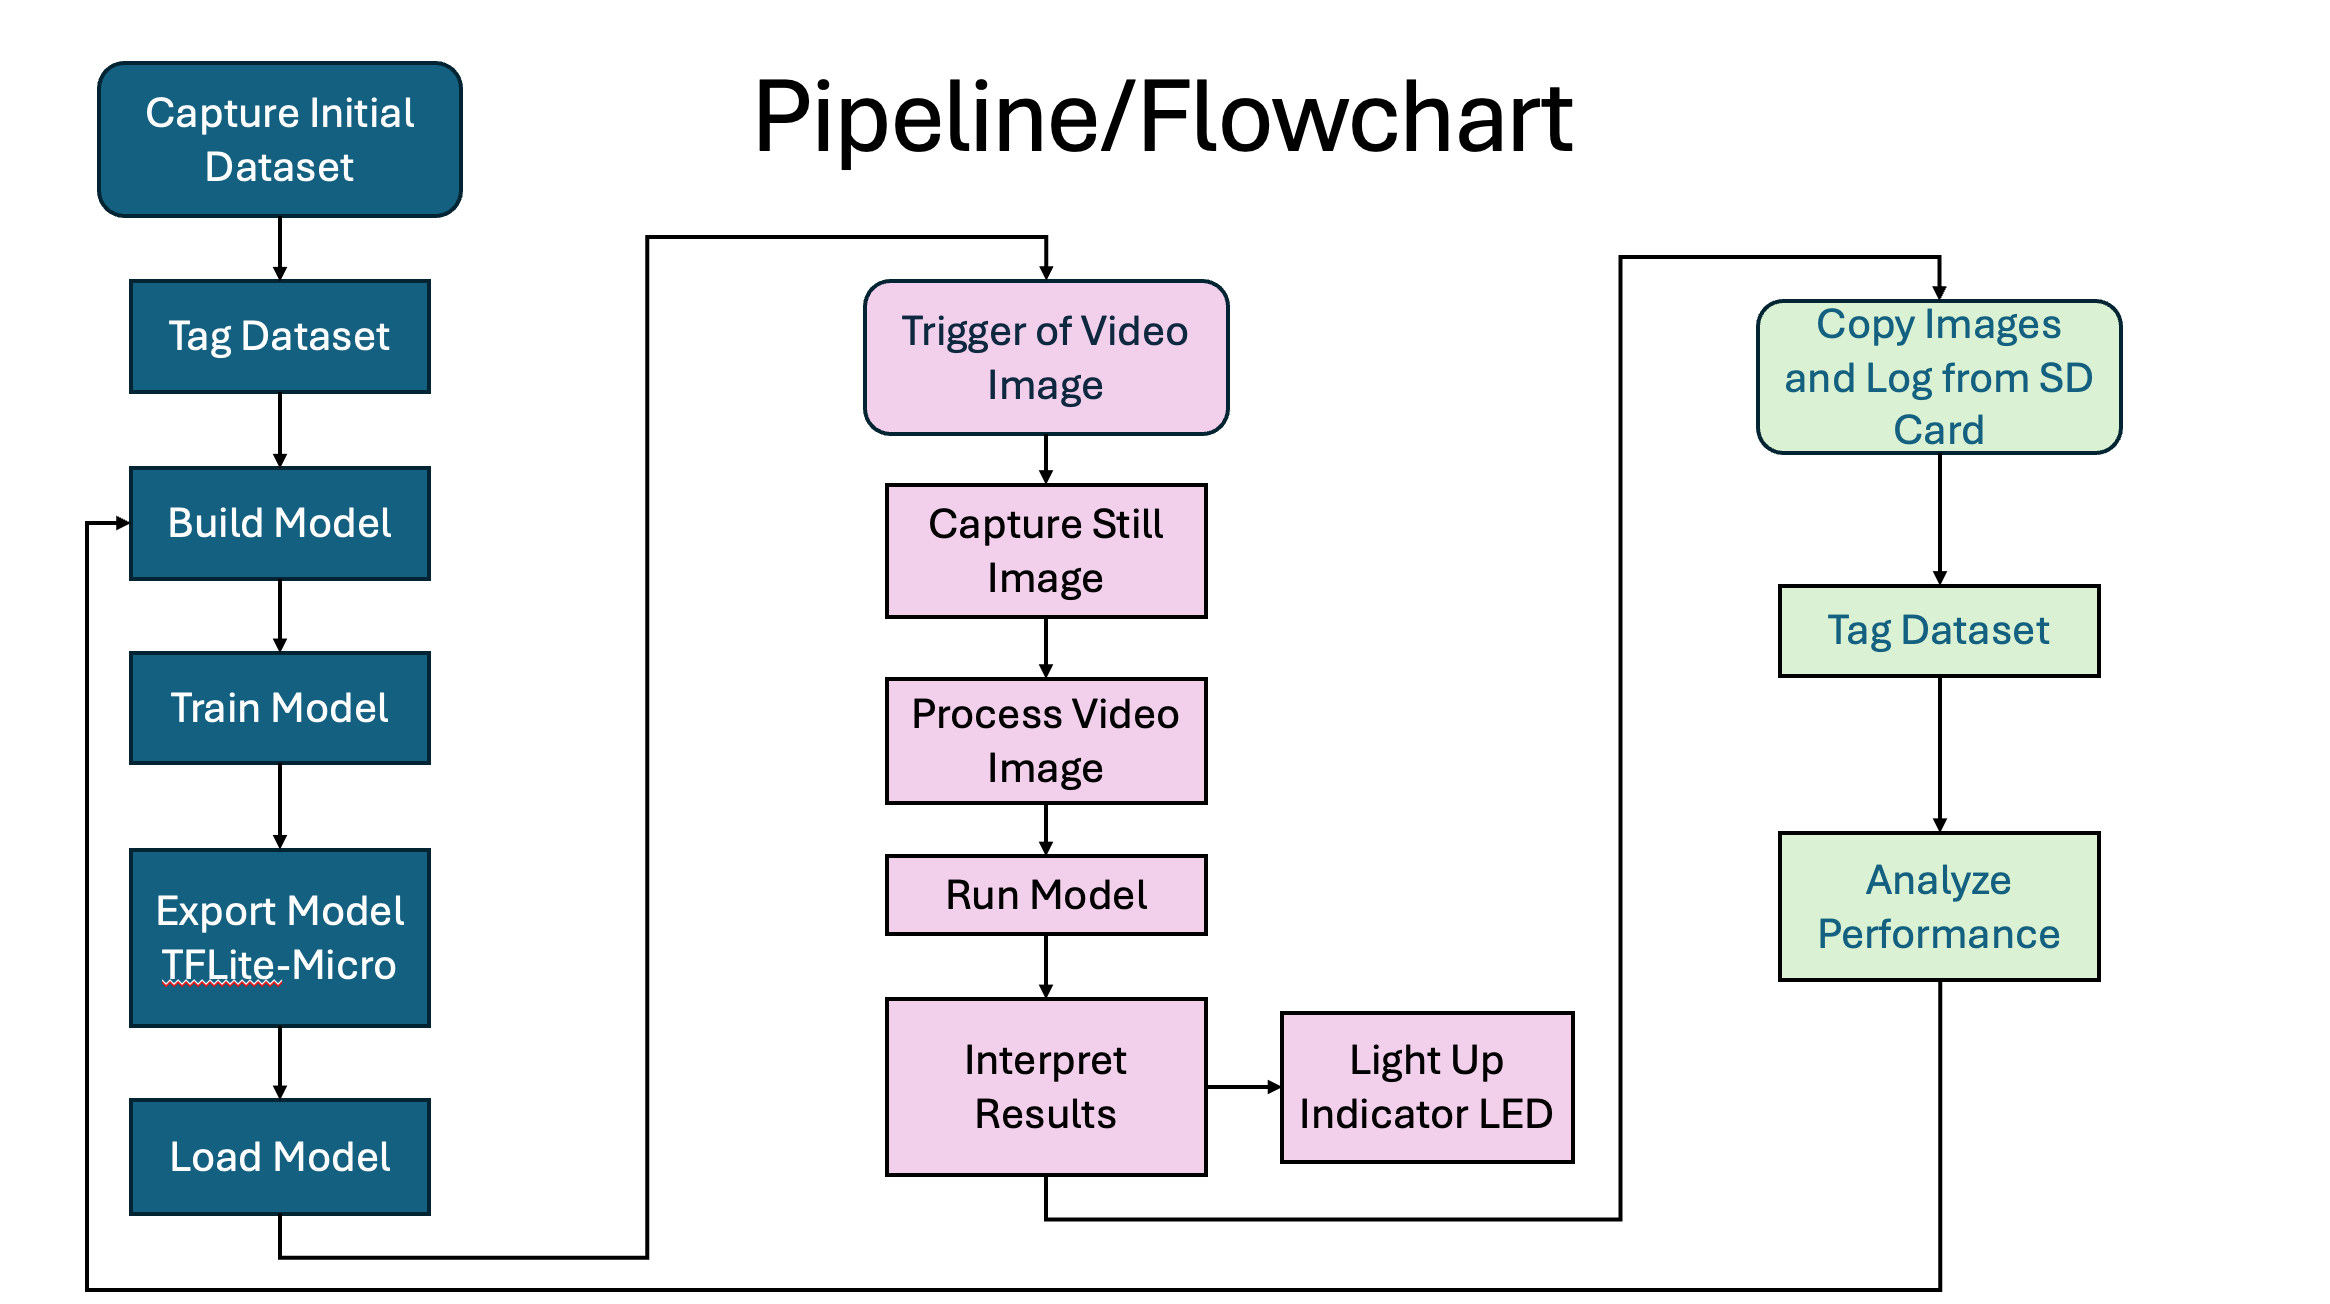 Pipeline/Flowchart
Capture Initial
Dataset
Tag Dataset
Build Model
Train Model
Export Model
TFLite-Micro
Load Model
Trigger of Video
Image
Capture Still
Image
Process Video
Image
Run Model
Interpret
Results
Light Up
Indicator LED
Copy Images
and Log from SD
Card
Tag Dataset
Analyze
Performance